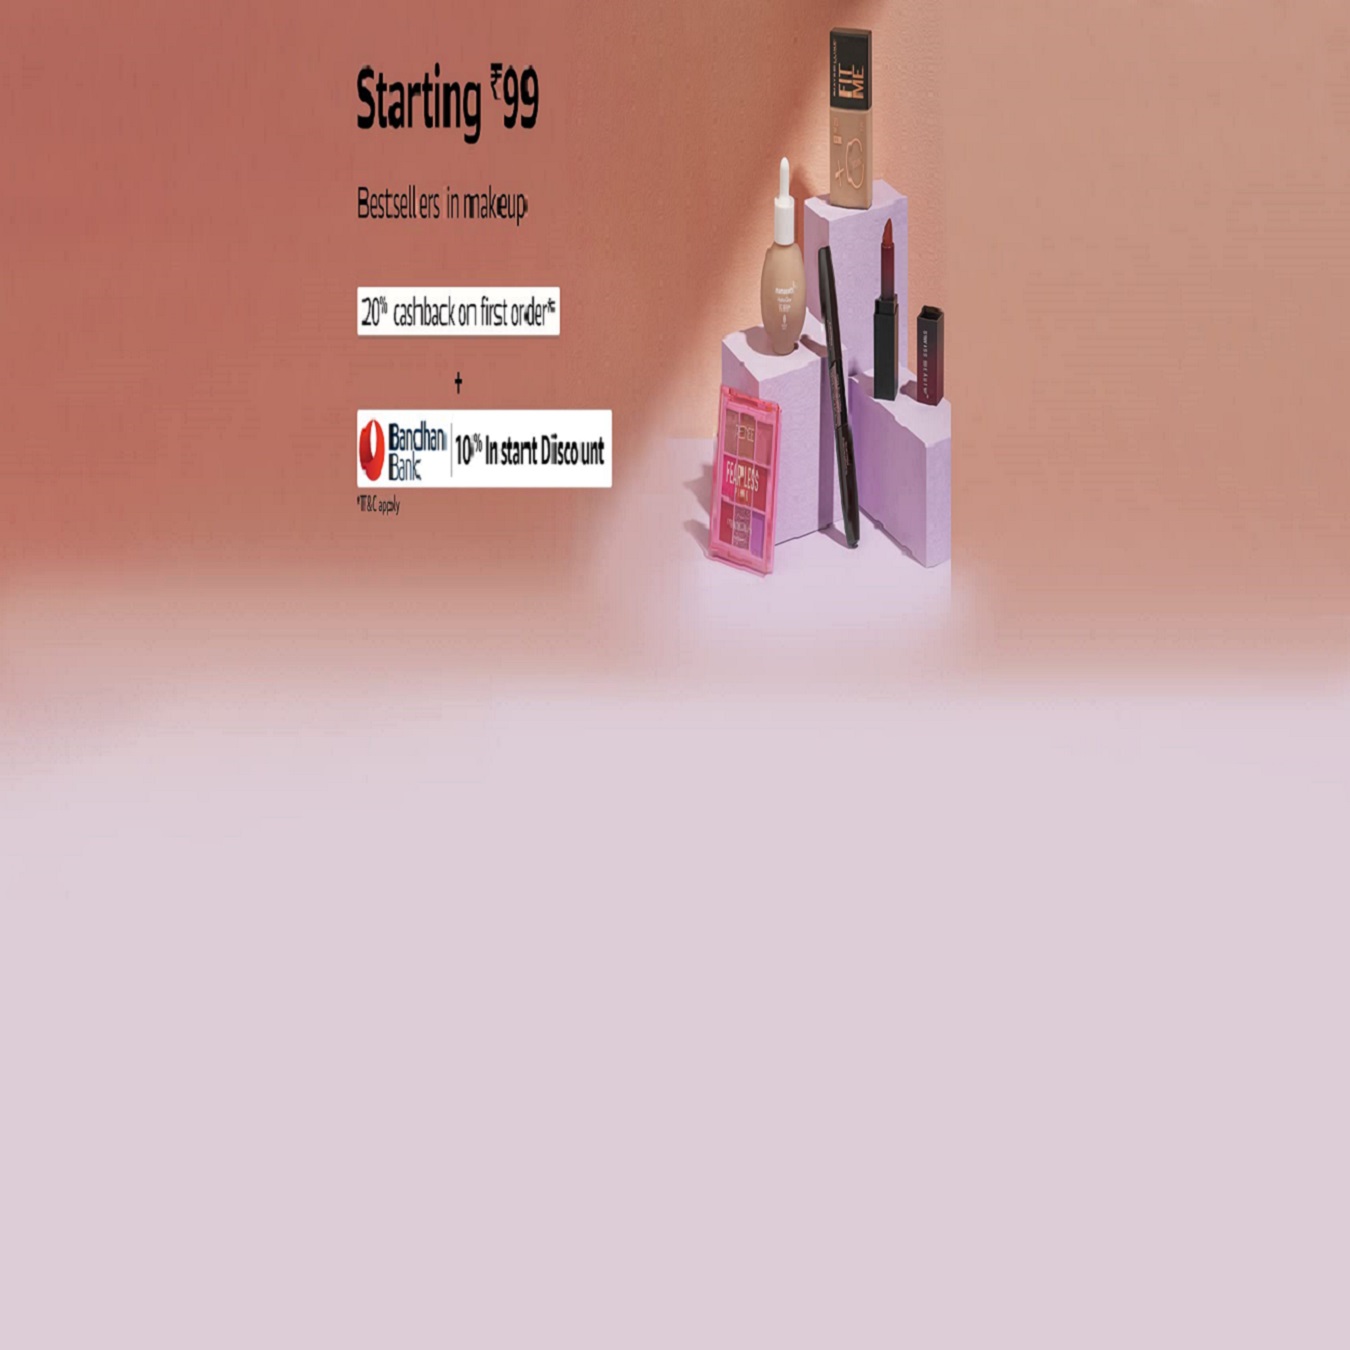 Starting ₹99
Bestsellers in makeup
20% cashback on first order*
+
Bandhan
Bank
10% Instant Discount
*T&C apply
FIT
ME
RENEE
FEARLESS